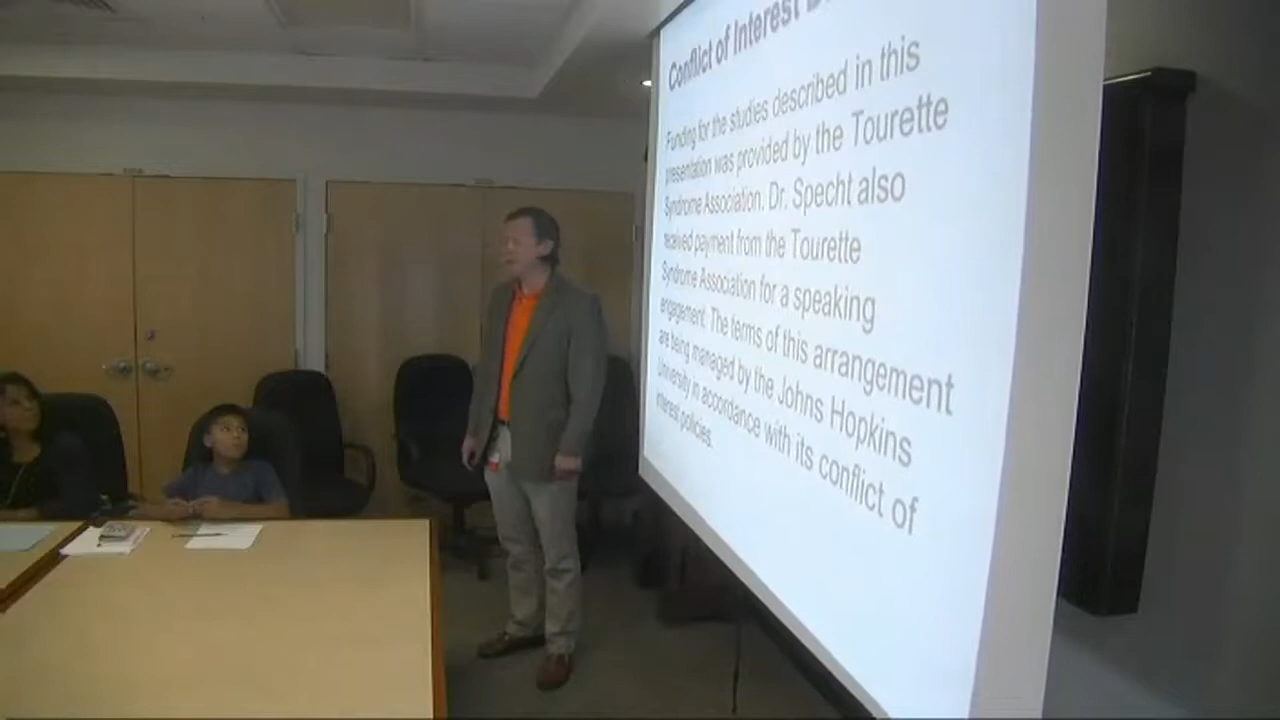 Conflict of Interest
Funding for the studies described in this
presentation was provided by the Tourette
Syndrome Association. Dr. Specht also
received payment from the Tourette
Syndrome Association for a speaking
engagement. The terms of this arrangement
are being managed by the Johns Hopkins
University in accordance with its conflict of
interest policies.